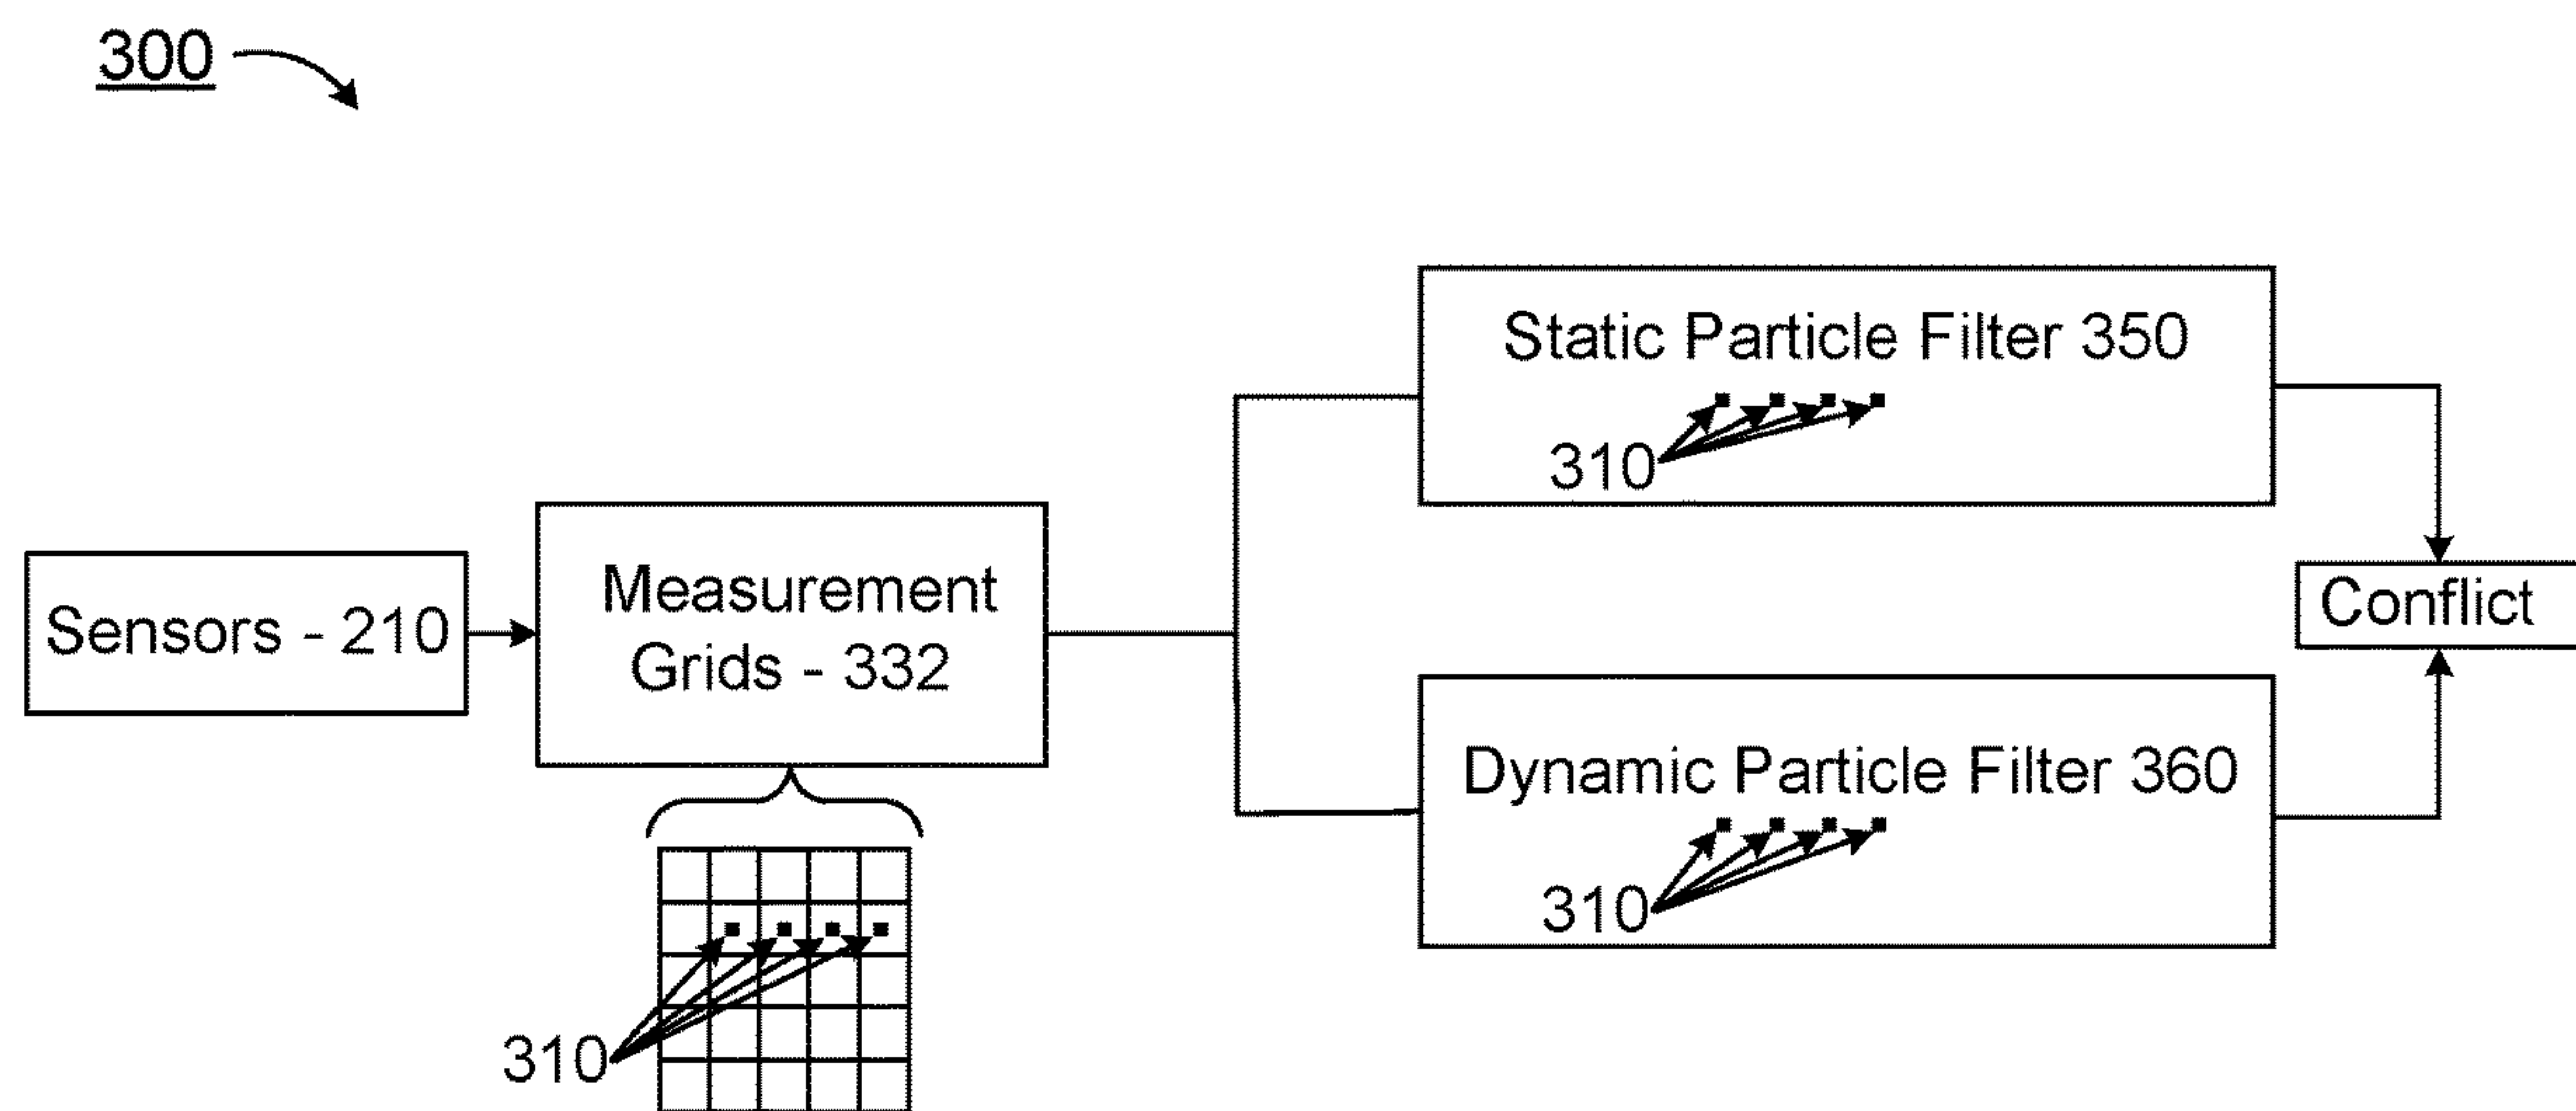 300
Static Particle Filter 350
310
Sensors - 210
Measurement
Grids - 332
Conflict
Dynamic Particle Filter 360
310
310